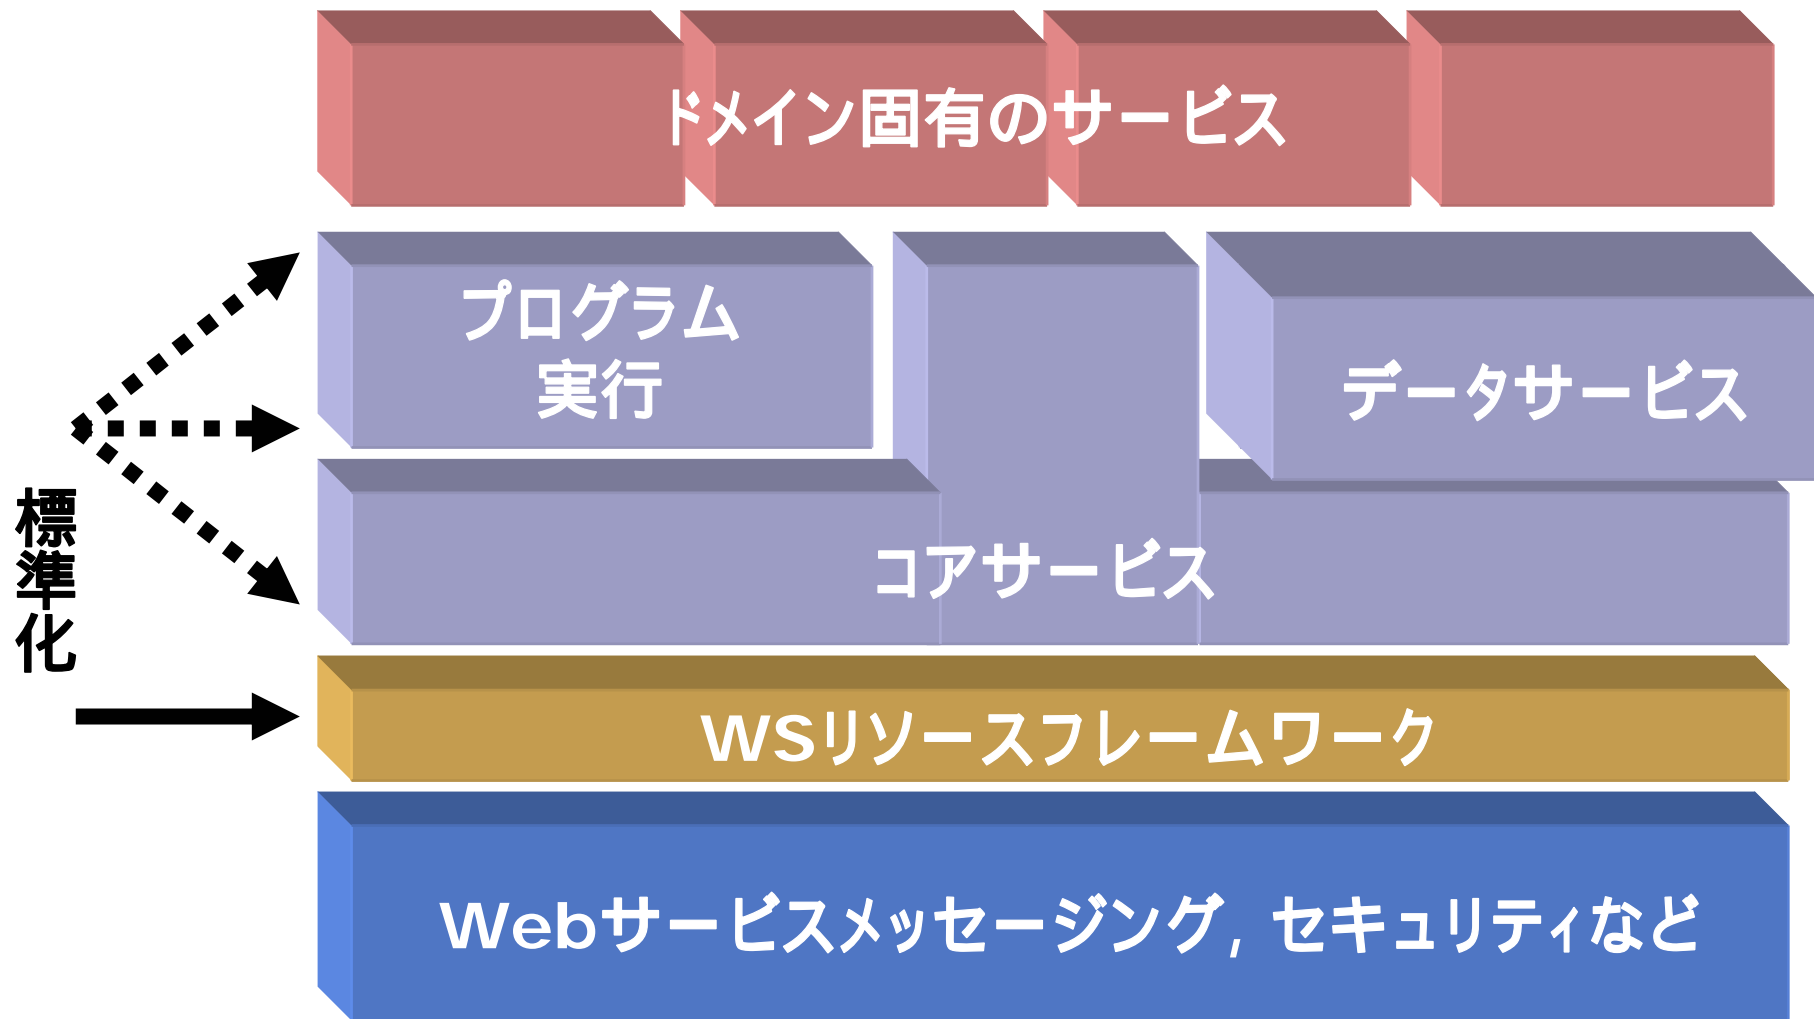 ドメイン固有のサービス
プログラム
実行
データサービス
コアサービス
標準化
WSリソースフレームワーク
Webサービスメッセージング, セキュリティなど